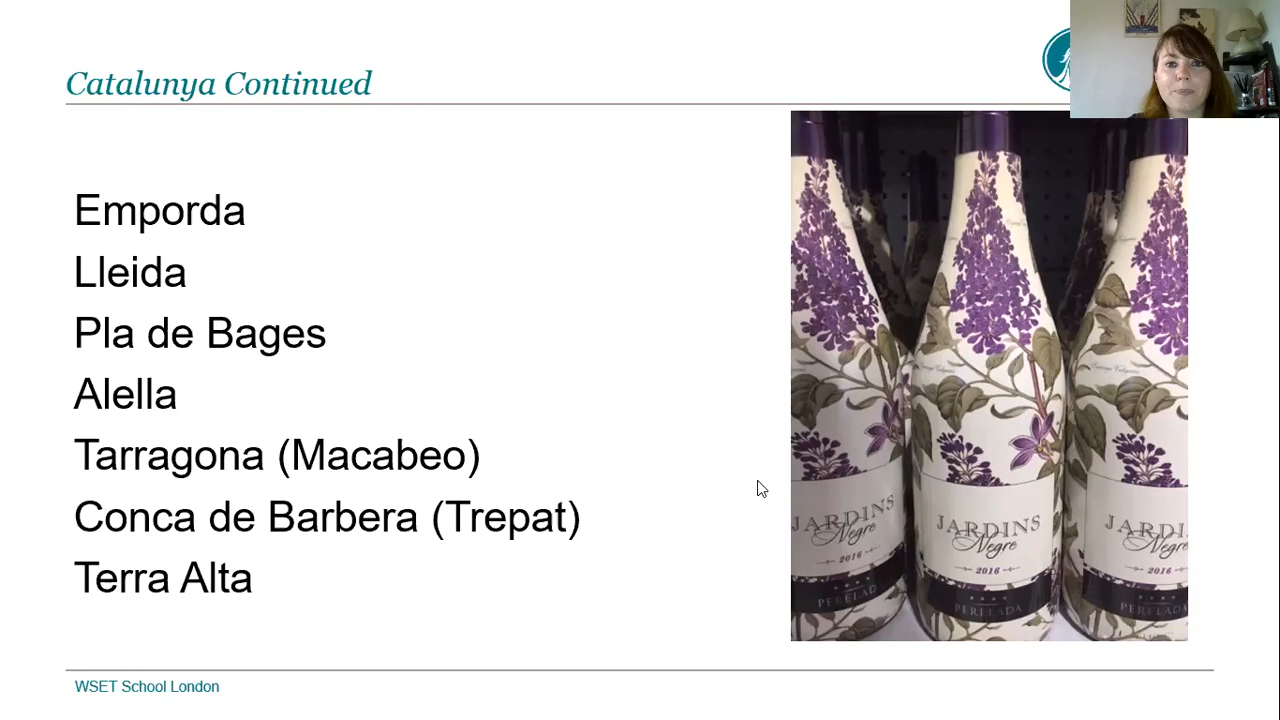 Catalunya Continued
Emporda
Lleida
Pla de Bages
Alella
Tarragona (Macabeo)
Conca de Barbera (Trepat)
Terra Alta
JARDINS
Negre
2016
PERELAD
JARDINS
Negre
2016
PERELADA
JARDINS
Negre
2016
PERELADA
WSET School London